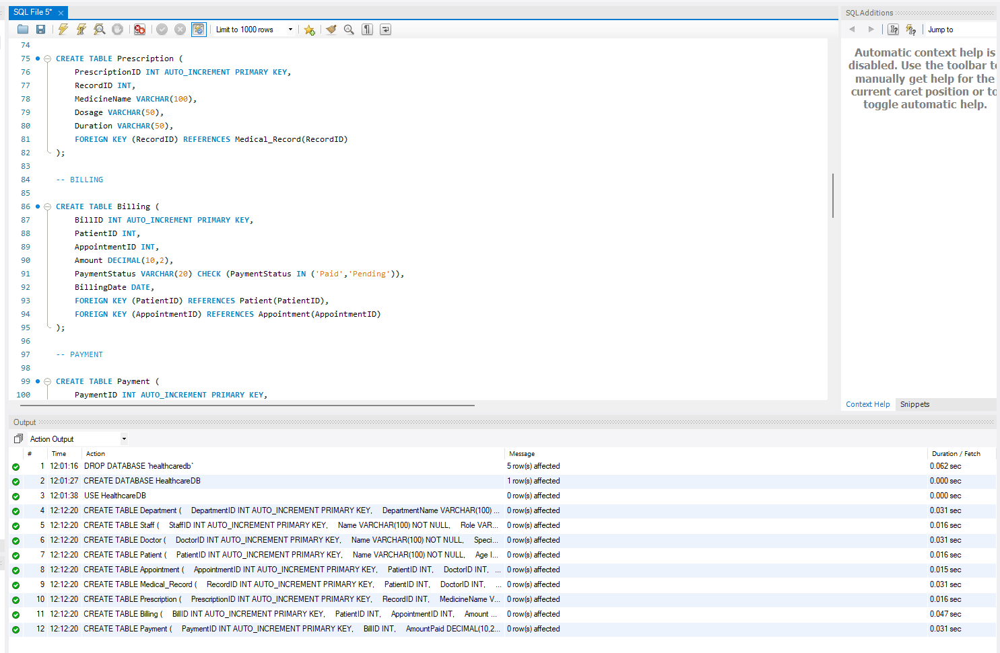 SQL File 5*
SQLAdditions
Limit to 1000 rows
Jump to
74
75 CREATE TABLE Prescription (
76 PrescriptionID INT AUTO_INCREMENT PRIMARY KEY,
77 RecordID INT,
78 MedicineName VARCHAR(100),
79 Dosage VARCHAR(50),
80 Duration VARCHAR(50),
81 FOREIGN KEY (RecordID) REFERENCES Medical_Record(RecordID)
82 );
83
84 -- BILLING
85
86 CREATE TABLE Billing (
87 BillID INT AUTO_INCREMENT PRIMARY KEY,
88 PatientID INT,
89 AppointmentID INT,
90 Amount DECIMAL(10,2),
91 PaymentStatus VARCHAR(20) CHECK (PaymentStatus IN ('Paid','Pending')),
92 BillingDate DATE,
93 FOREIGN KEY (PatientID) REFERENCES Patient(PatientID),
94 FOREIGN KEY (AppointmentID) REFERENCES Appointment(AppointmentID)
95 );
96
97 -- PAYMENT
98
99 CREATE TABLE Payment (
100 PaymentID INT AUTO_INCREMENT PRIMARY KEY,
Automatic context help is
disabled. Use the toolbar to
manually get help for the
current caret position or to
toggle automatic help.
Context Help Snippets
Output
Action Output
# Time Action Message Duration / Fetch
1 12:01:16 DROP DATABASE `healthcaredb` 5 row(s) affected 0.062 sec
2 12:01:27 CREATE DATABASE HealthcareDB 1 row(s) affected 0.000 sec
3 12:01:38 USE HealthcareDB 0 row(s) affected 0.000 sec
4 12:12:20 CREATE TABLE Department ( DepartmentID INT AUTO_INCREMENT PRIMARY KEY, DepartmentName VARCHAR(100) ... 0 row(s) affected 0.031 sec
5 12:12:20 CREATE TABLE Staff ( StaffID INT AUTO_INCREMENT PRIMARY KEY, Name VARCHAR(100) NOT NULL, Role VAR... 0 row(s) affected 0.016 sec
6 12:12:20 CREATE TABLE Doctor ( DoctorID INT AUTO_INCREMENT PRIMARY KEY, Name VARCHAR(100) NOT NULL, Speci... 0 row(s) affected 0.031 sec
7 12:12:20 CREATE TABLE Patient ( PatientID INT AUTO_INCREMENT PRIMARY KEY, Name VARCHAR(100) NOT NULL, Age I... 0 row(s) affected 0.016 sec
8 12:12:20 CREATE TABLE Appointment ( AppointmentID INT AUTO_INCREMENT PRIMARY KEY, PatientID INT, DoctorID INT, ... 0 row(s) affected 0.015 sec
9 12:12:20 CREATE TABLE Medical_Record ( RecordID INT AUTO_INCREMENT PRIMARY KEY, PatientID INT, DoctorID INT, ... 0 row(s) affected 0.031 sec
10 12:12:20 CREATE TABLE Prescription ( PrescriptionID INT AUTO_INCREMENT PRIMARY KEY, RecordID INT, MedicineName V... 0 row(s) affected 0.016 sec
11 12:12:20 CREATE TABLE Billing ( BillID INT AUTO_INCREMENT PRIMARY KEY, PatientID INT, AppointmentID INT, Amount ... 0 row(s) affected 0.047 sec
12 12:12:20 CREATE TABLE Payment ( PaymentID INT AUTO_INCREMENT PRIMARY KEY, BillID INT, AmountPaid DECIMAL(10,2... 0 row(s) affected 0.031 sec